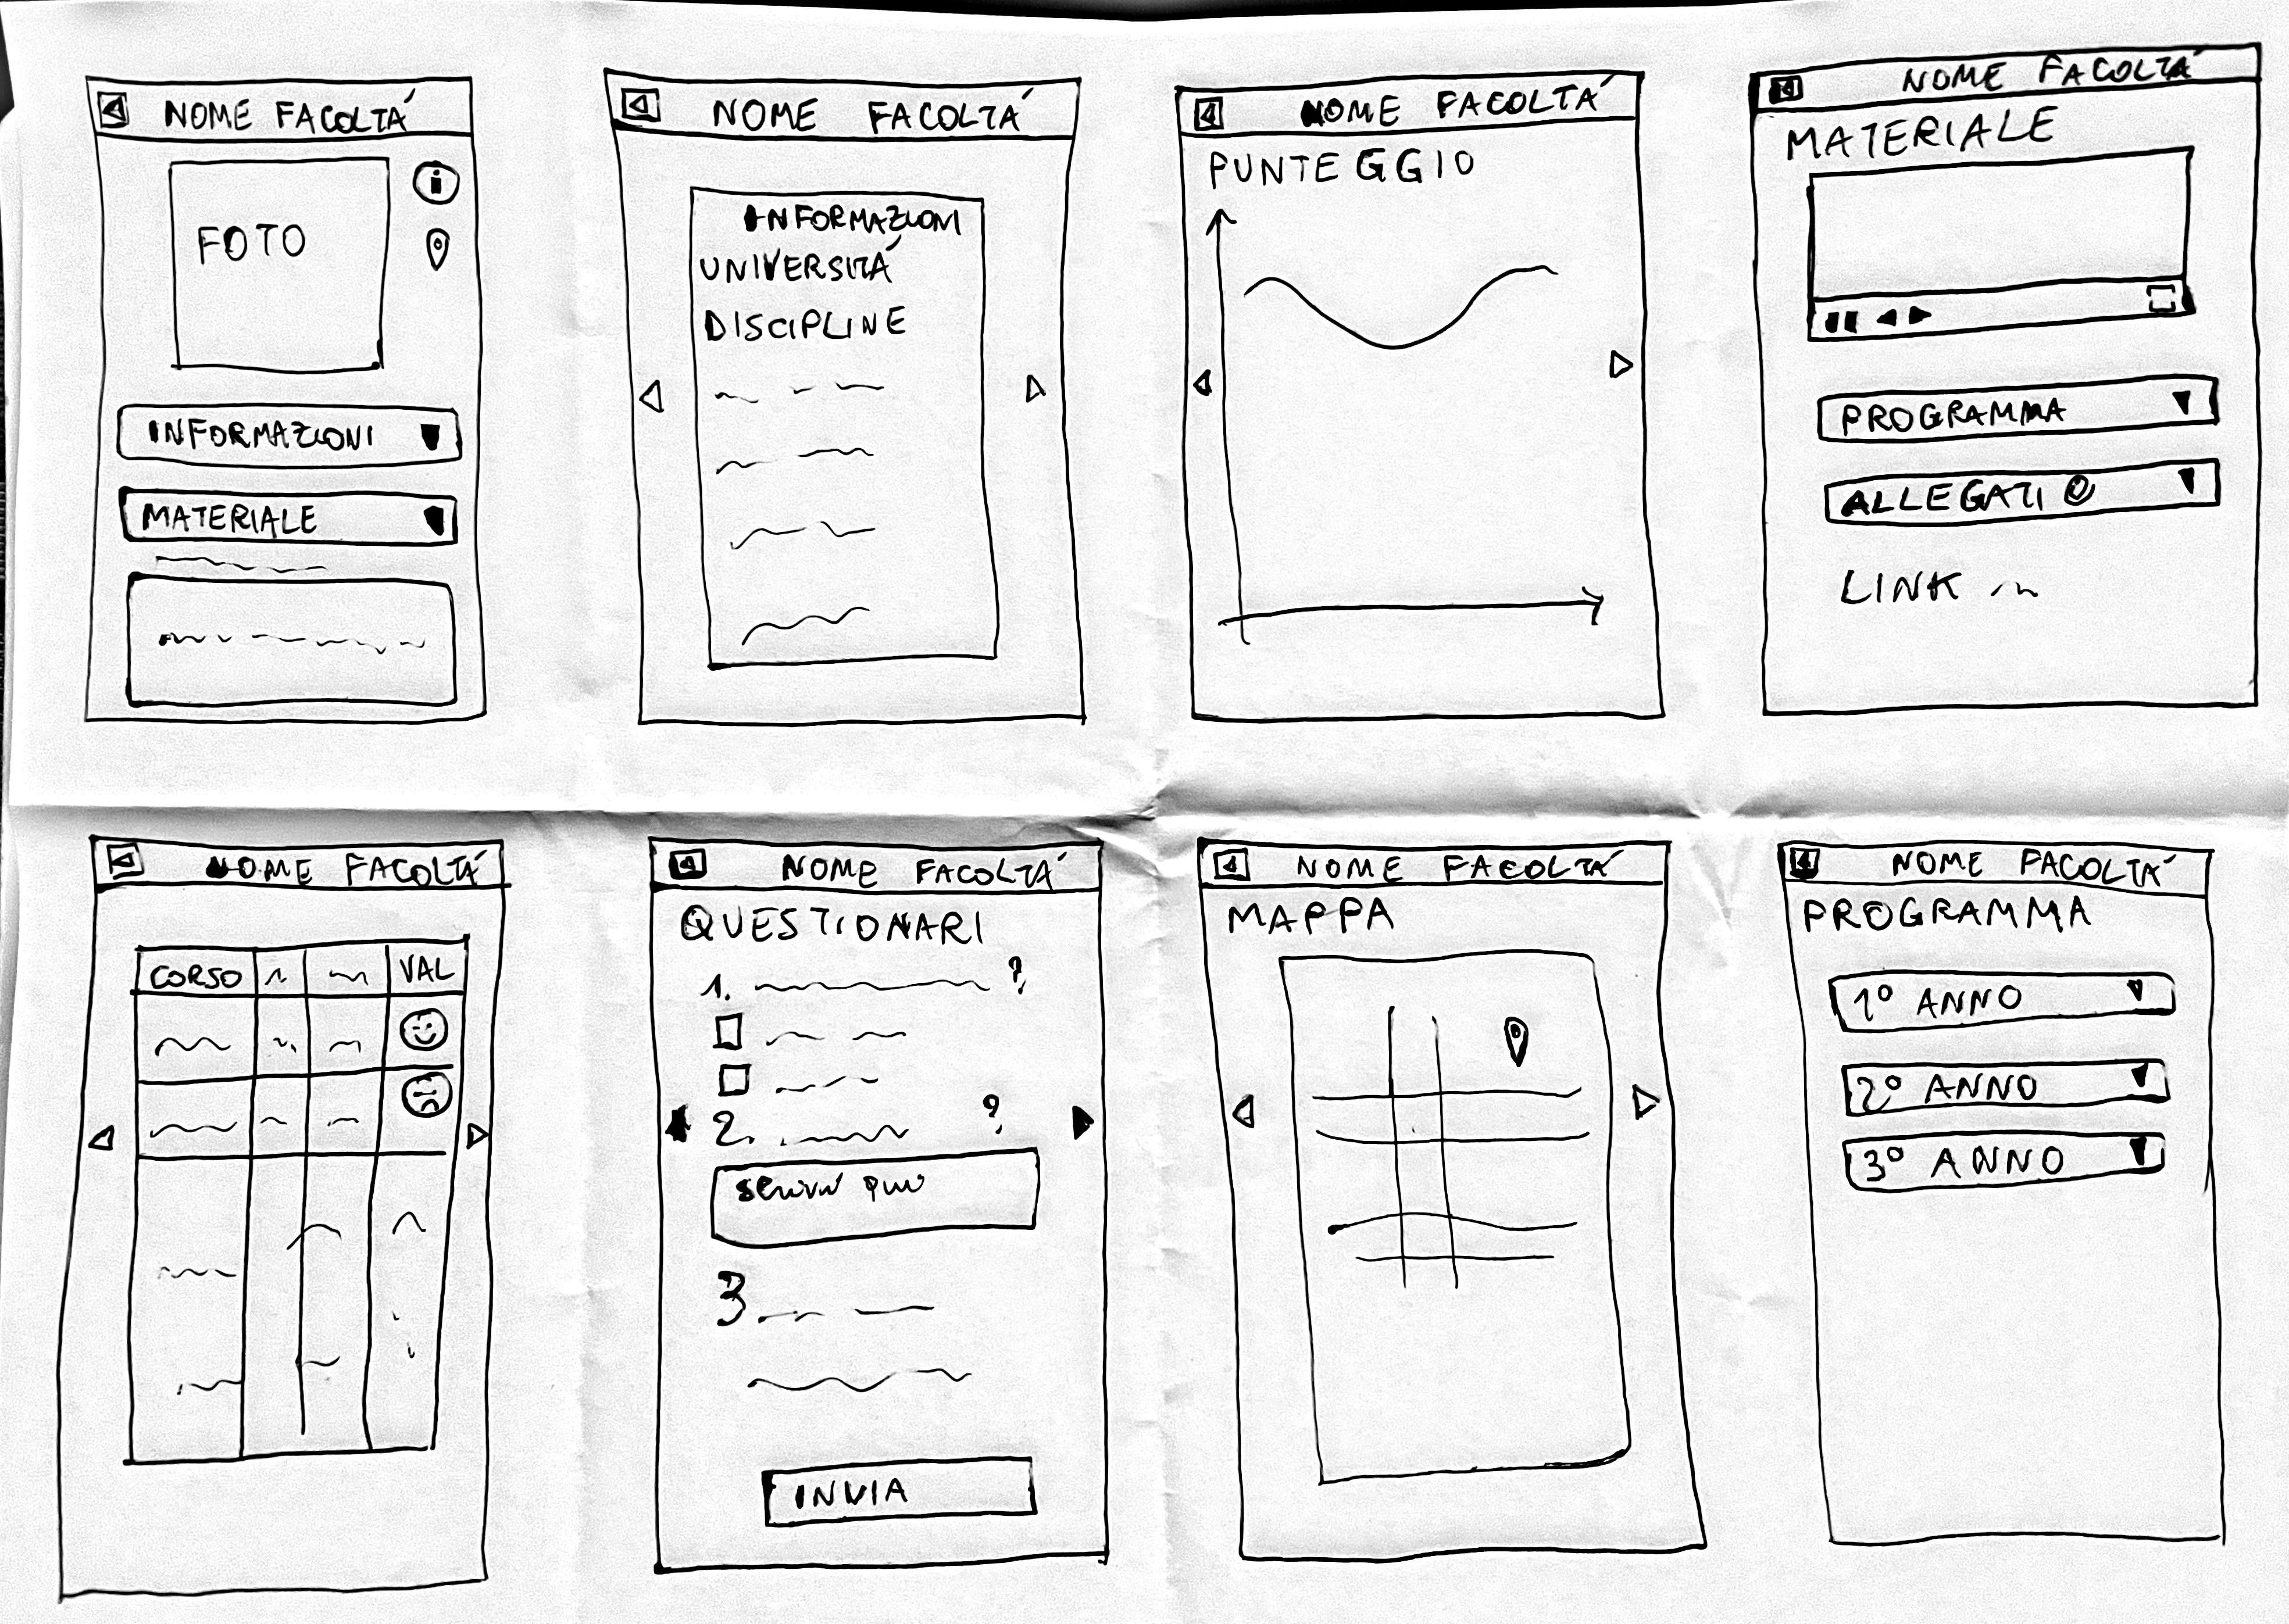 NOME FACOLTÁ
FOTO
i
INFORMAZIONI
MATERIALE
NOME FACOLTÁ
INFORMAZIONI
UNIVERSITÁ
DISCIPLINE
NOME FACOLTÁ
PUNTEGGIO
NOME FACOLTÁ
MATERIALE
PROGRAMMA
ALLEGATI
LINK
NOME FACOLTÁ
CORSO VAL
NOME FACOLTÁ
QUESTIONARI
1. ?
2. ?
scrivi qui
3
INVIA
NOME FACOLTÁ
MAPPA
NOME FACOLTÁ
PROGRAMMA
1° ANNO
2° ANNO
3° ANNO